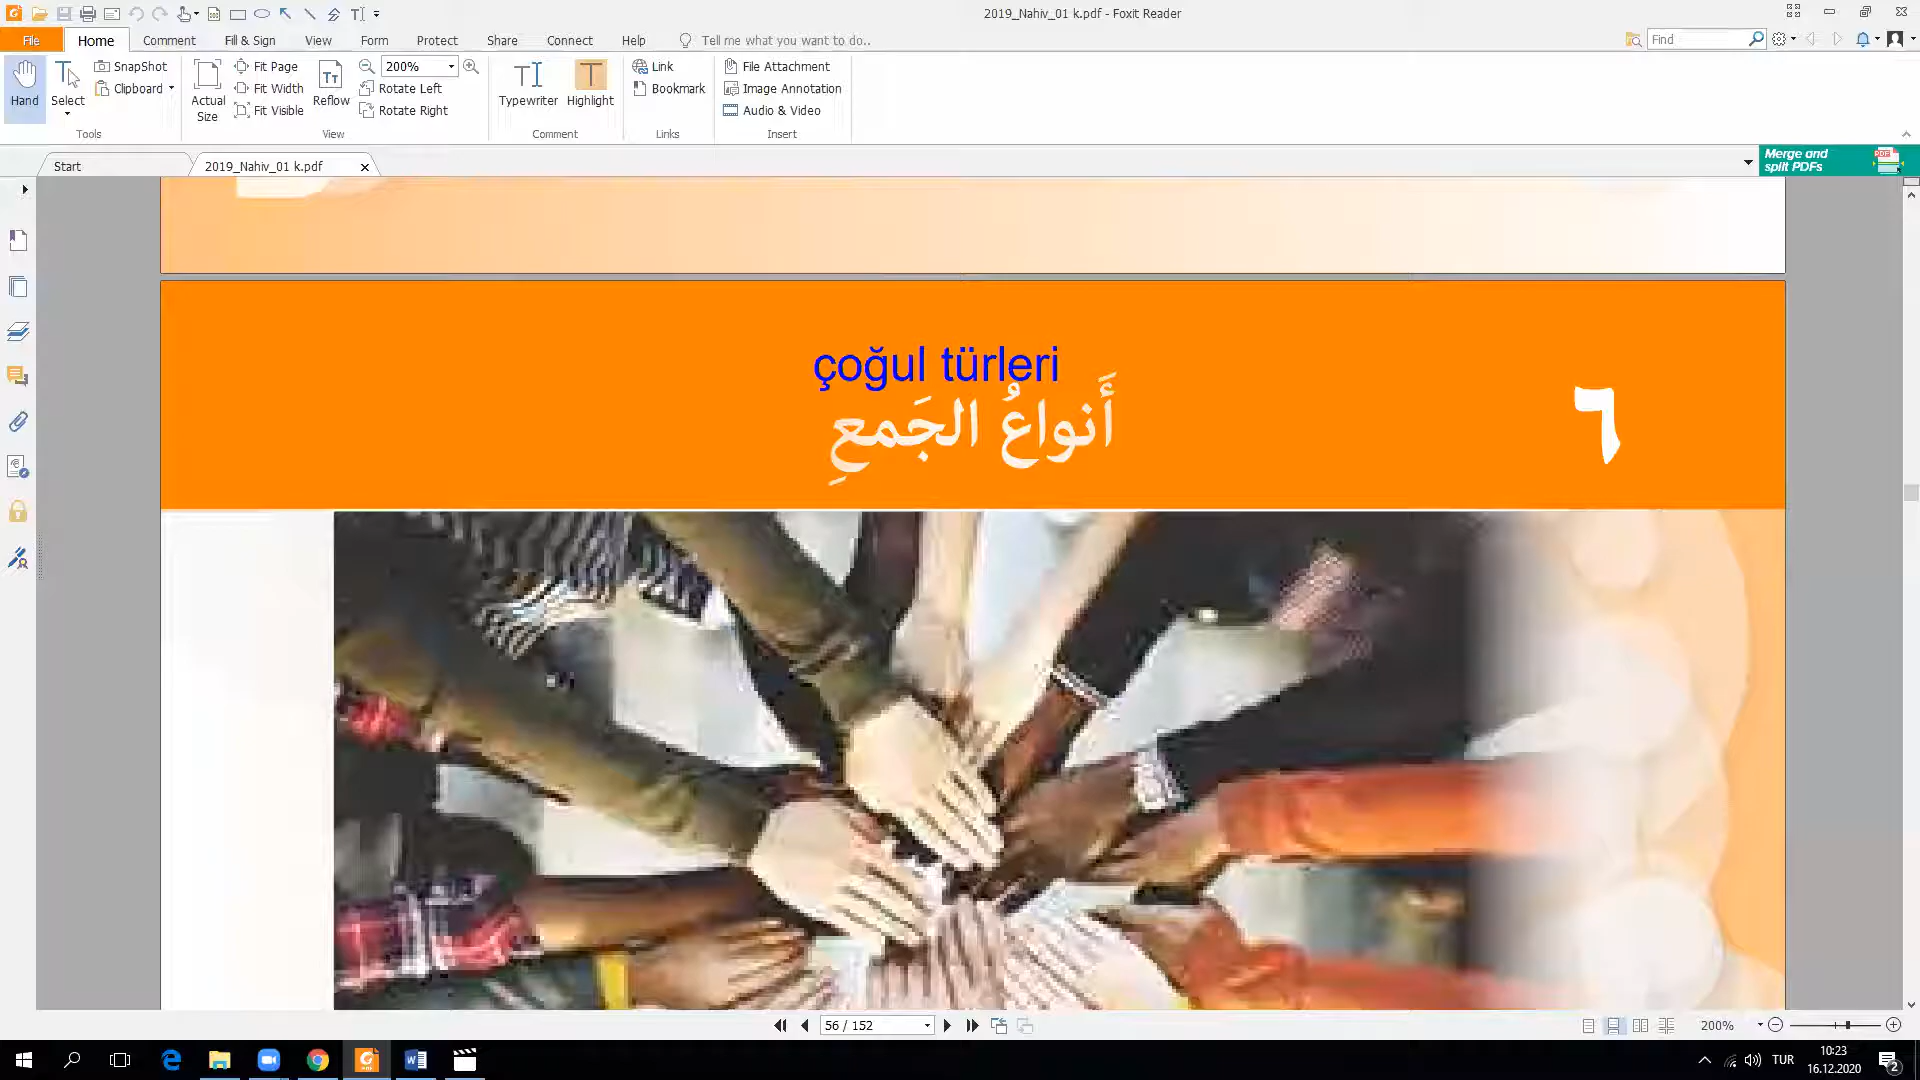 2019_Nahiv_01 k.pdf - Foxit Reader
File Home Comment Fill & Sign View Form Protect Share Connect Help Tell me what you want to do.. Find
Hand Select SnapShot Clipboard Actual Size Fit Page Fit Width Fit Visible Reflow 200% Rotate Left Rotate Right Typewriter Highlight Link Bookmark File Attachment Image Annotation Audio & Video
Tools View Comment Links Insert
Start 2019_Nahiv_01 k.pdf
Merge and
split PDFs
çoğul türleri
أَنواعُ الجَمعِ
٦
56 / 152 200%
TUR
10:23
16.12.2020
2